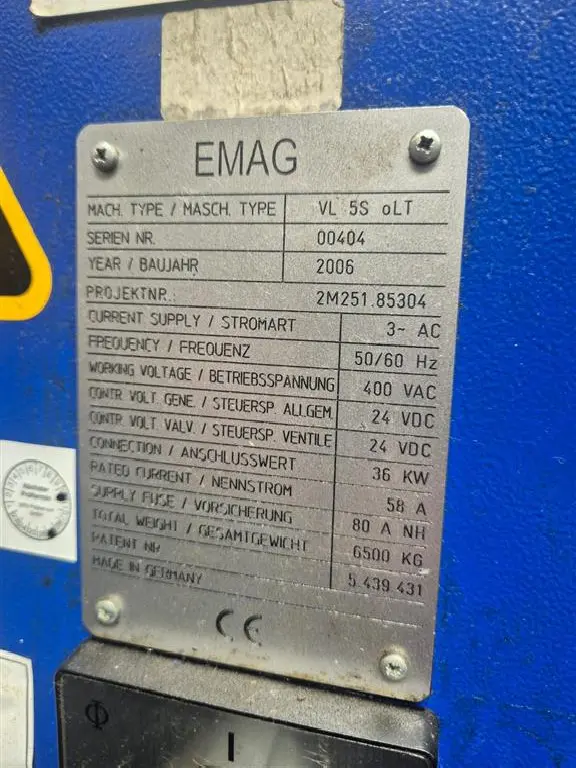 EMAG
MACH. TYPE / MASCH. TYPE VL 5S oLT
SERIEN NR. 00404
YEAR / BAUJAHR 2006
PROJEKTNR.: 2M251.85304
CURRENT SUPPLY / STROMART 3~ AC
FREQUENCY / FREQUENZ 50/60 Hz
WORKING VOLTAGE / BETRIEBSSPANNUNG 400 VAC
CONTR. VOLT. GENE. / STEUERSP. ALLGEM. 24 VDC
CONTR. VOLT. VALV. / STEUERSP. VENTILE 24 VDC
CONNECTION / ANSCHLUSSWERT 36 KW
RATED CURRENT / NENNSTROM 58 A
SUPPLY FUSE / VORSICHERUNG 80 A NH
TOTAL WEIGHT / GESAMTGEWICHT 6500 KG
PATENT NR. 5.439.431
MADE IN GERMANY
CE
I